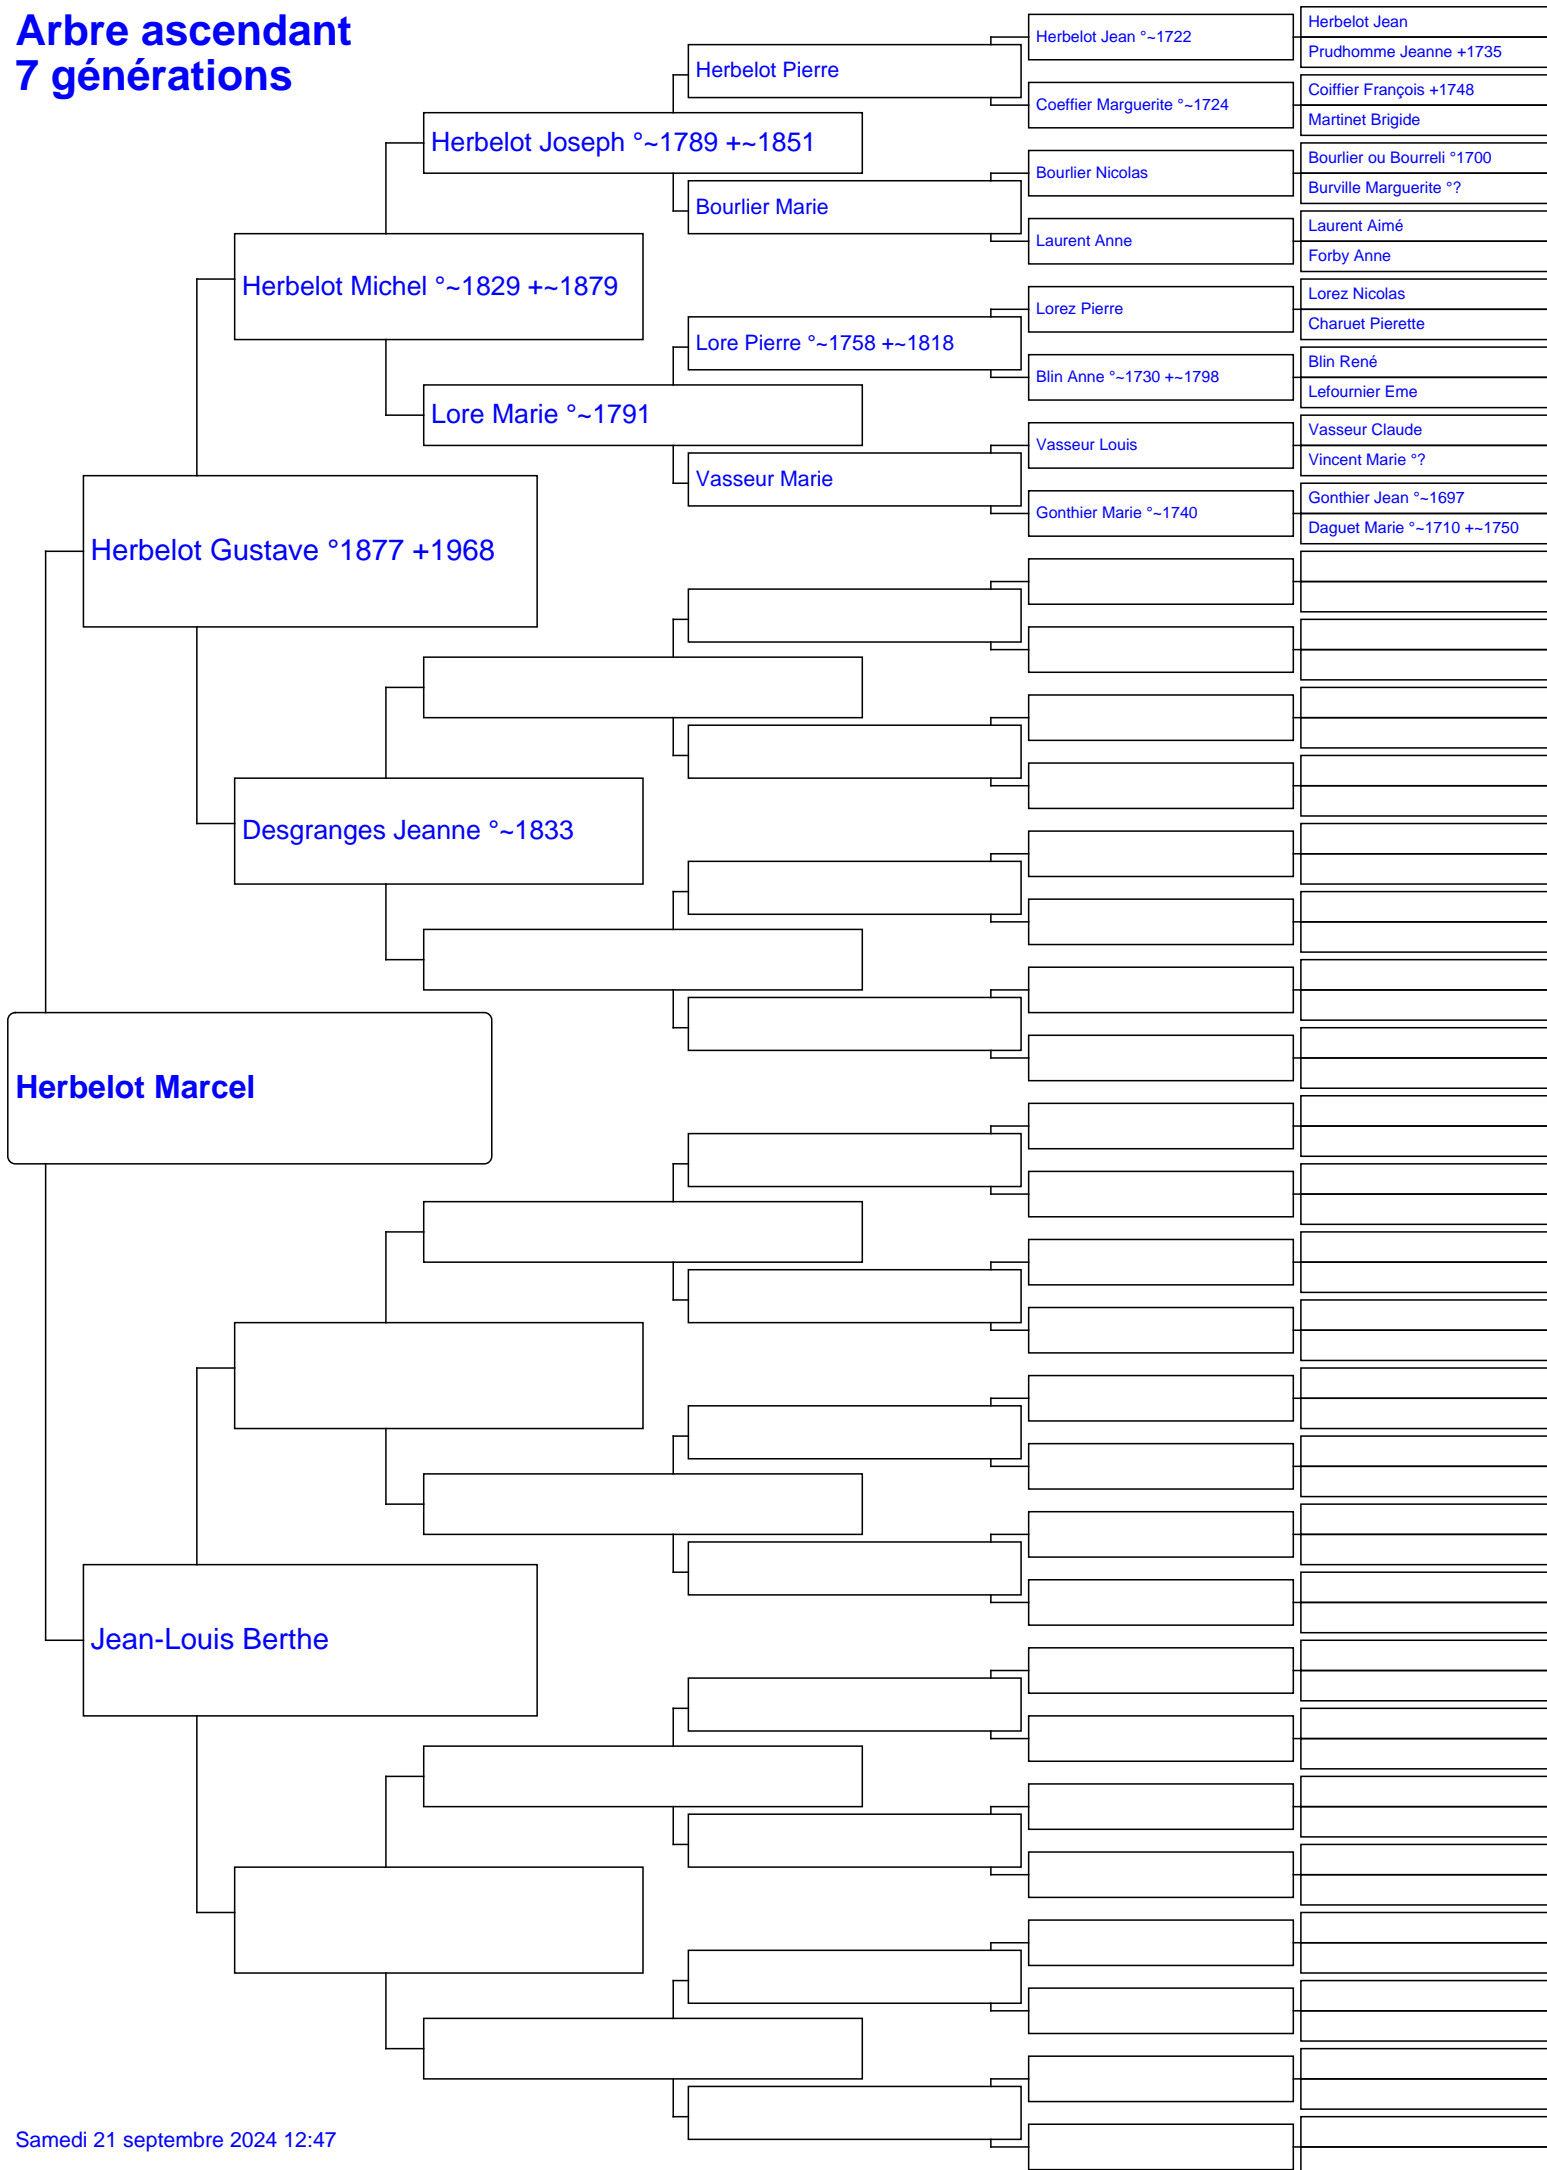 Arbre ascendant
7 générations
Herbelot Marcel
Herbelot Gustave °1877 +1968
Jean-Louis Berthe
Herbelot Michel °~1829 +~1879
Desgranges Jeanne °~1833
Herbelot Joseph °~1789 +~1851
Lore Marie °~1791
Herbelot Pierre
Bourlier Marie
Lore Pierre °~1758 +~1818
Vasseur Marie
Herbelot Jean °~1722
Coeffier Marguerite °~1724
Bourlier Nicolas
Laurent Anne
Lorez Pierre
Blin Anne °~1730 +~1798
Vasseur Louis
Gonthier Marie °~1740
Herbelot Jean
Prudhomme Jeanne +1735
Coiffier François +1748
Martinet Brigide
Bourlier ou Bourreli °1700
Burville Marguerite °?
Laurent Aimé
Forby Anne
Lorez Nicolas
Charuet Pierette
Blin René
Lefournier Eme
Vasseur Claude
Vincent Marie °?
Gonthier Jean °~1697
Daguet Marie °~1710 +~1750
Samedi 21 septembre 2024 12:47